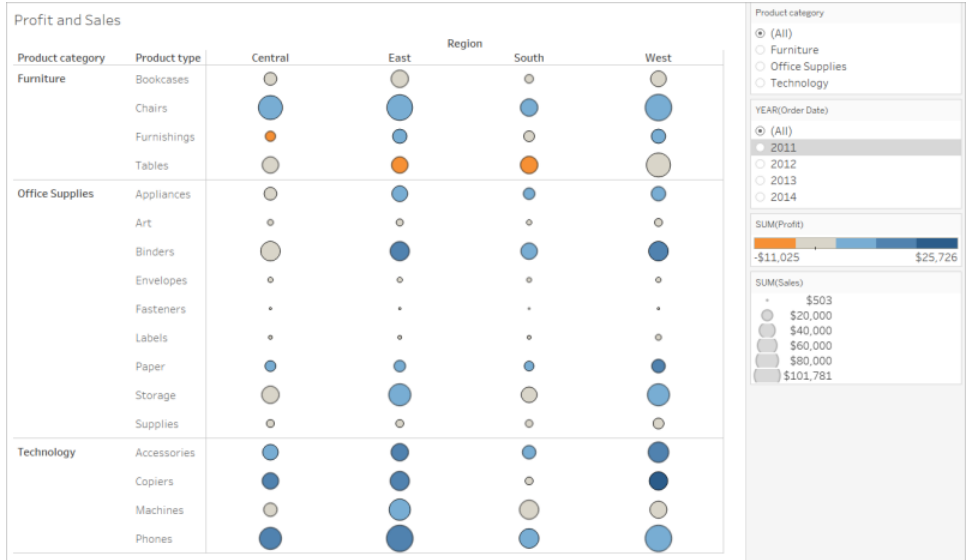 Profit and Sales
Region
Product category Product type Central East South West
Furniture Bookcases
Chairs
Furnishings
Tables
Office Supplies Appliances
Art
Binders
Envelopes
Fasteners
Labels
Paper
Storage
Supplies
Technology Accessories
Copiers
Machines
Phones
Product category
(All)
Furniture
Office Supplies
Technology
YEAR(Order Date)
(All)
2011
2012
2013
2014
SUM(Profit)
-$11,025 $25,726
SUM(Sales)
$503
$20,000
$40,000
$60,000
$80,000
$101,781